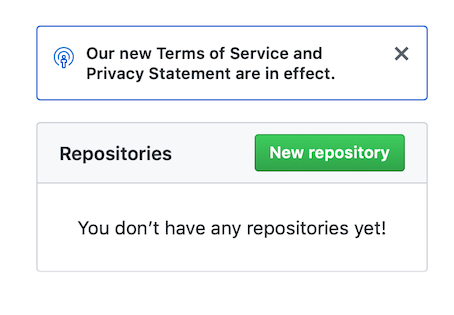 Our new Terms of Service and
Privacy Statement are in effect.
Repositories
New repository
You don’t have any repositories yet!